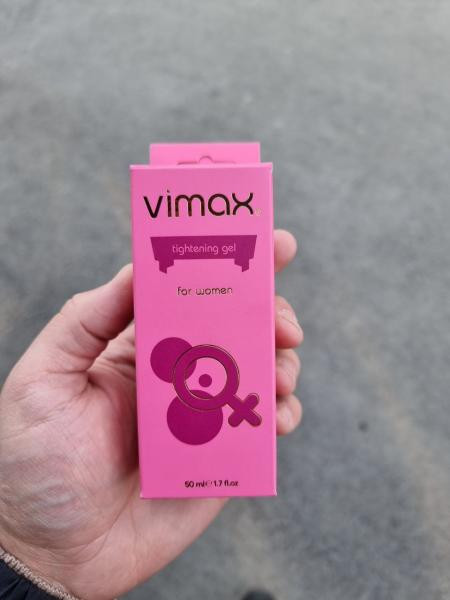 vimax
tightening gel
for women
50 ml ℮ 1.7 fl.oz